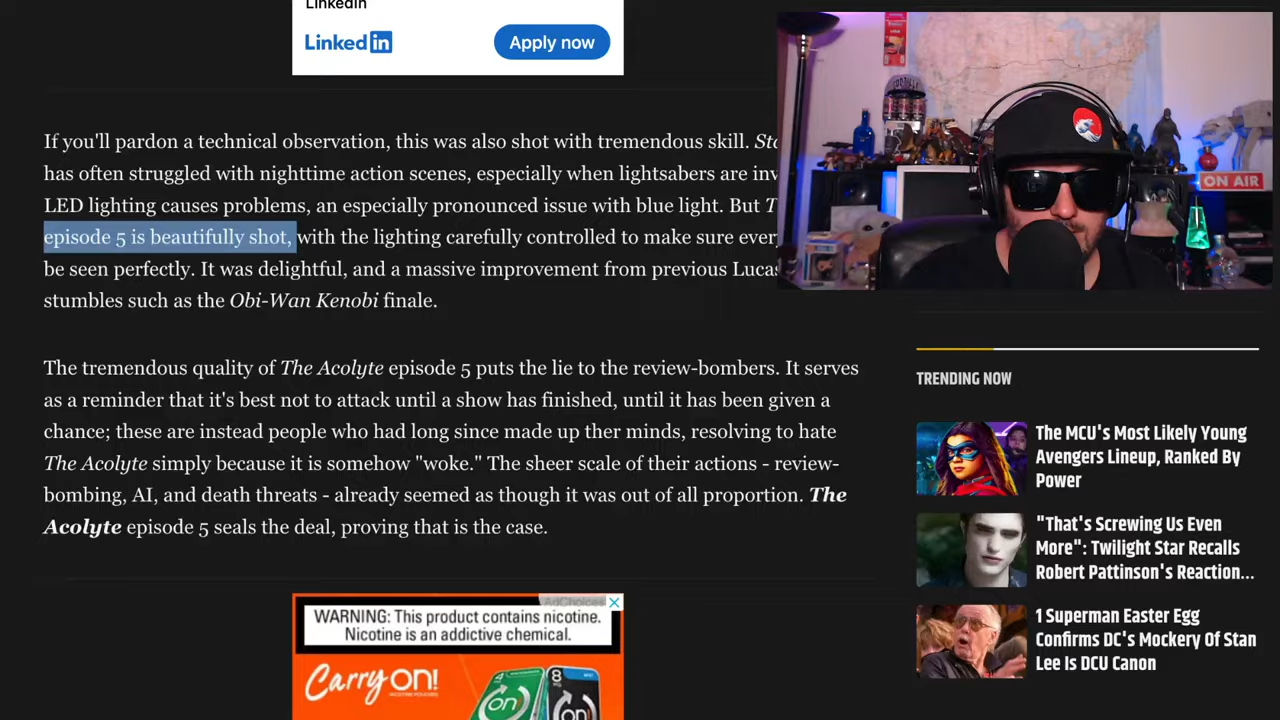 LinkedIn
Linked in
Apply now
If you'll pardon a technical observation, this was also shot with tremendous skill.
has often struggled with nighttime action scenes, especially when lightsabers are
LED lighting causes problems, an especially pronounced issue with blue light. But
episode 5 is beautifully shot, with the lighting carefully controlled to make sure
be seen perfectly. It was delightful, and a massive improvement from previous
stumbles such as the Obi-Wan Kenobi finale.
ON AIR
The tremendous quality of The Acolyte episode 5 puts the lie to the review-bombers. It serves
as a reminder that it's best not to attack until a show has finished, until it has been given a
chance; these are instead people who had long since made up ther minds, resolving to hate
The Acolyte simply because it is somehow "woke." The sheer scale of their actions - review-
bombing, AI, and death threats - already seemed as though it was out of all proportion. The
Acolyte episode 5 seals the deal, proving that is the case.
TRENDING NOW
The MCU's Most Likely Young
Avengers Lineup, Ranked By
Power
"That's Screwing Us Even
More": Twilight Star Recalls
Robert Pattinson's Reaction...
1 Superman Easter Egg
Confirms DC's Mockery Of Stan
Lee Is DCU Canon
AdChoices
WARNING: This product contains nicotine.
Nicotine is an addictive chemical.
Carry on!
NICOTINE POUCHES
4
on!
8
on!